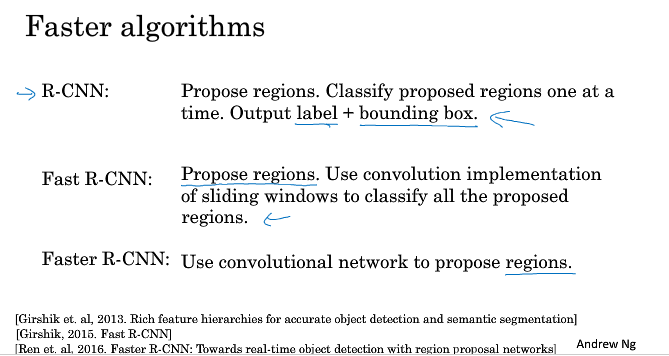 Faster algorithms
R-CNN: Propose regions. Classify proposed regions one at a
time. Output label + bounding box.
Fast R-CNN: Propose regions. Use convolution implementation
of sliding windows to classify all the proposed
regions.
Faster R-CNN: Use convolutional network to propose regions.
[Girshik et. al, 2013. Rich feature hierarchies for accurate object detection and semantic segmentation]
[Girshik, 2015. Fast R-CNN]
[Ren et. al, 2016. Faster R-CNN: Towards real-time object detection with region proposal networks]
Andrew Ng